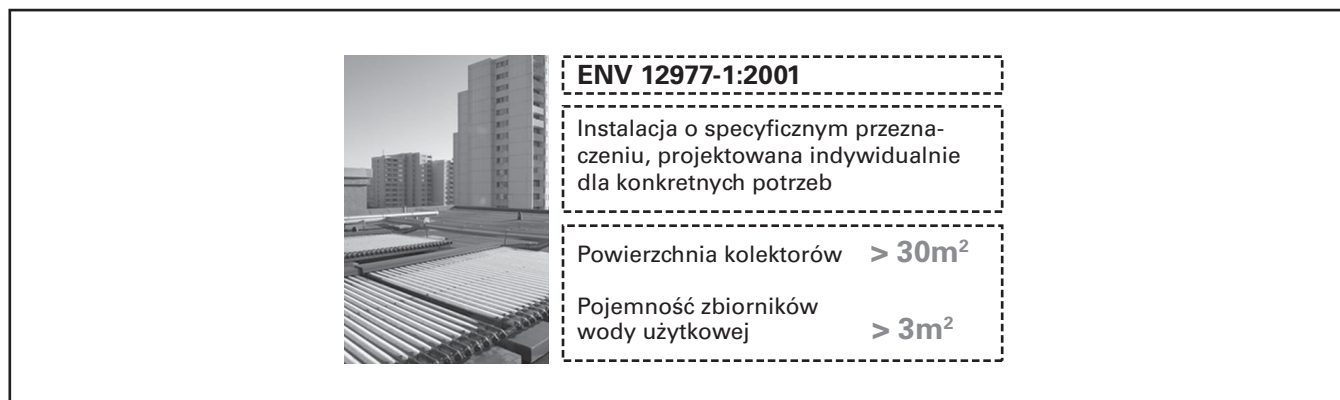 ENV 12977-1:2001
Instalacja o specyficznym przezna-
czeniu, projektowana indywidualnie
dla konkretnych potrzeb
Powierzchnia kolektorów > 30m²
Pojemność zbiorników
wody użytkowej > 3m²